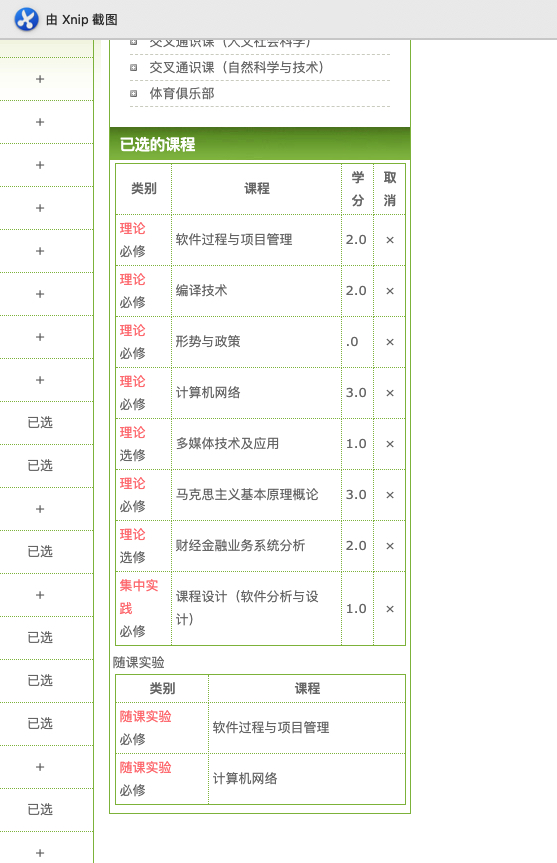 由 Xnip 截图
交叉通识课（人文社会科学）
交叉通识课（自然科学与技术）
体育俱乐部
已选的课程
类别 课程 学分 取消
理论
必修 软件过程与项目管理 2.0 ×
理论
必修 编译技术 2.0 ×
理论
必修 形势与政策 .0 ×
理论
必修 计算机网络 3.0 ×
理论
选修 多媒体技术及应用 1.0 ×
理论
必修 马克思主义基本原理概论 3.0 ×
理论
选修 财经金融业务系统分析 2.0 ×
集中实
践
必修 课程设计（软件分析与设
计） 1.0 ×
随课实验
类别 课程
随课实验
必修 软件过程与项目管理
随课实验
必修 计算机网络
+
+
+
+
+
+
+
+
已选
已选
+
已选
+
已选
已选
已选
+
已选
+